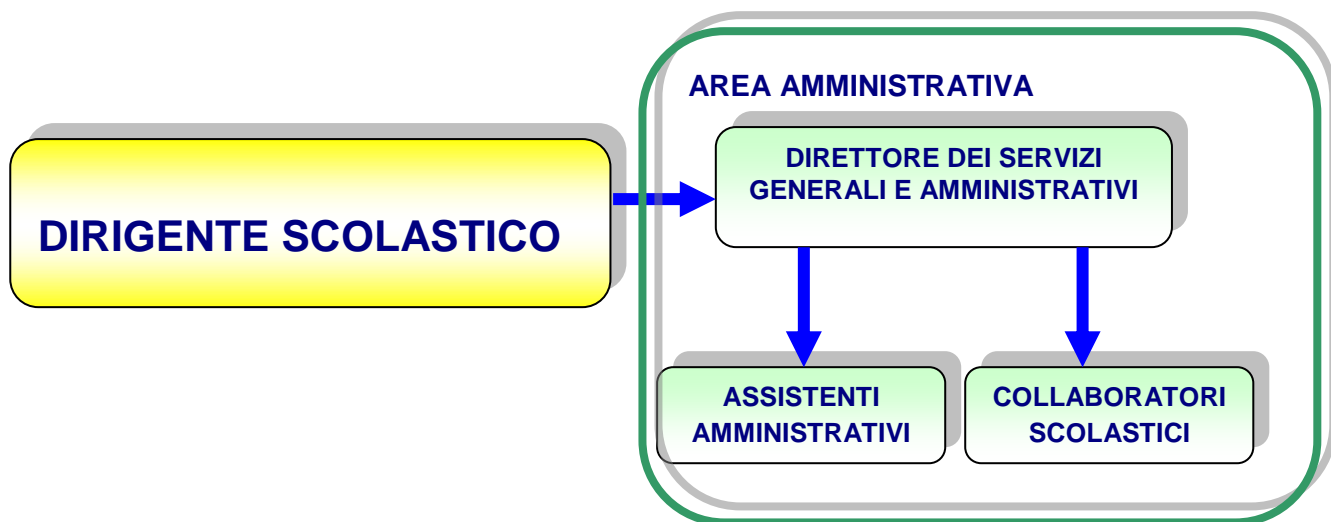 AREA AMMINISTRATIVA
DIRETTORE DEI SERVIZI
GENERALI E AMMINISTRATIVI
DIRIGENTE SCOLASTICO
ASSISTENTI
AMMINISTRATIVI
COLLABORATORI
SCOLASTICI